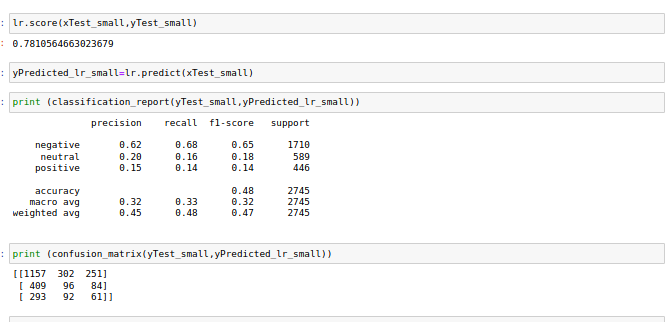 : lr.score(xTest_small,yTest_small)
: 0.7810564663023679
: yPredicted_lr_small=lr.predict(xTest_small)
: print (classification_report(yTest_small,yPredicted_lr_small))
precision recall f1-score support
negative 0.62 0.68 0.65 1710
neutral 0.20 0.16 0.18 589
positive 0.15 0.14 0.14 446
accuracy 0.48 2745
macro avg 0.32 0.33 0.32 2745
weighted avg 0.45 0.48 0.47 2745
: print (confusion_matrix(yTest_small,yPredicted_lr_small))
[[1157 302 251]
[ 409 96 84]
[ 293 92 61]]